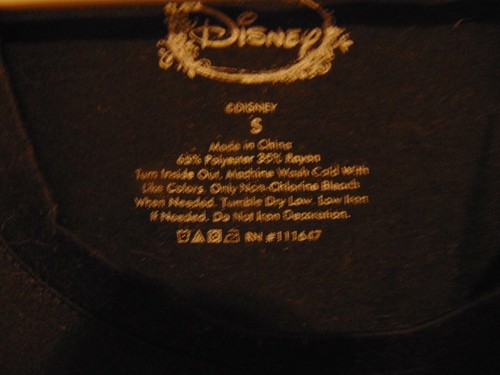 Disney
©DISNEY
S
Made in China
65% Polyester 35% Rayon
Turn Inside Out. Machine Wash Cold With
Like Colors. Only Non-Chlorine Bleach
When Needed. Tumble Dry Low. Low Iron
If Needed. Do Not Iron Decoration.
RN #111647